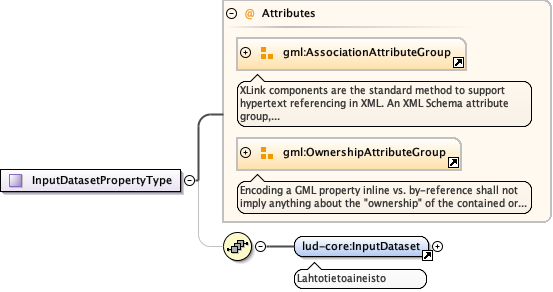 @ Attributes
gml:AssociationAttributeGroup
XLink components are the standard method to support
hypertext referencing in XML. An XML Schema attribute
group,...
gml:OwnershipAttributeGroup
Encoding a GML property inline vs. by-reference shall not
imply anything about the "ownership" of the contained or...
InputDatasetPropertyType
lud-core:InputDataset
Lahtotietoaineisto